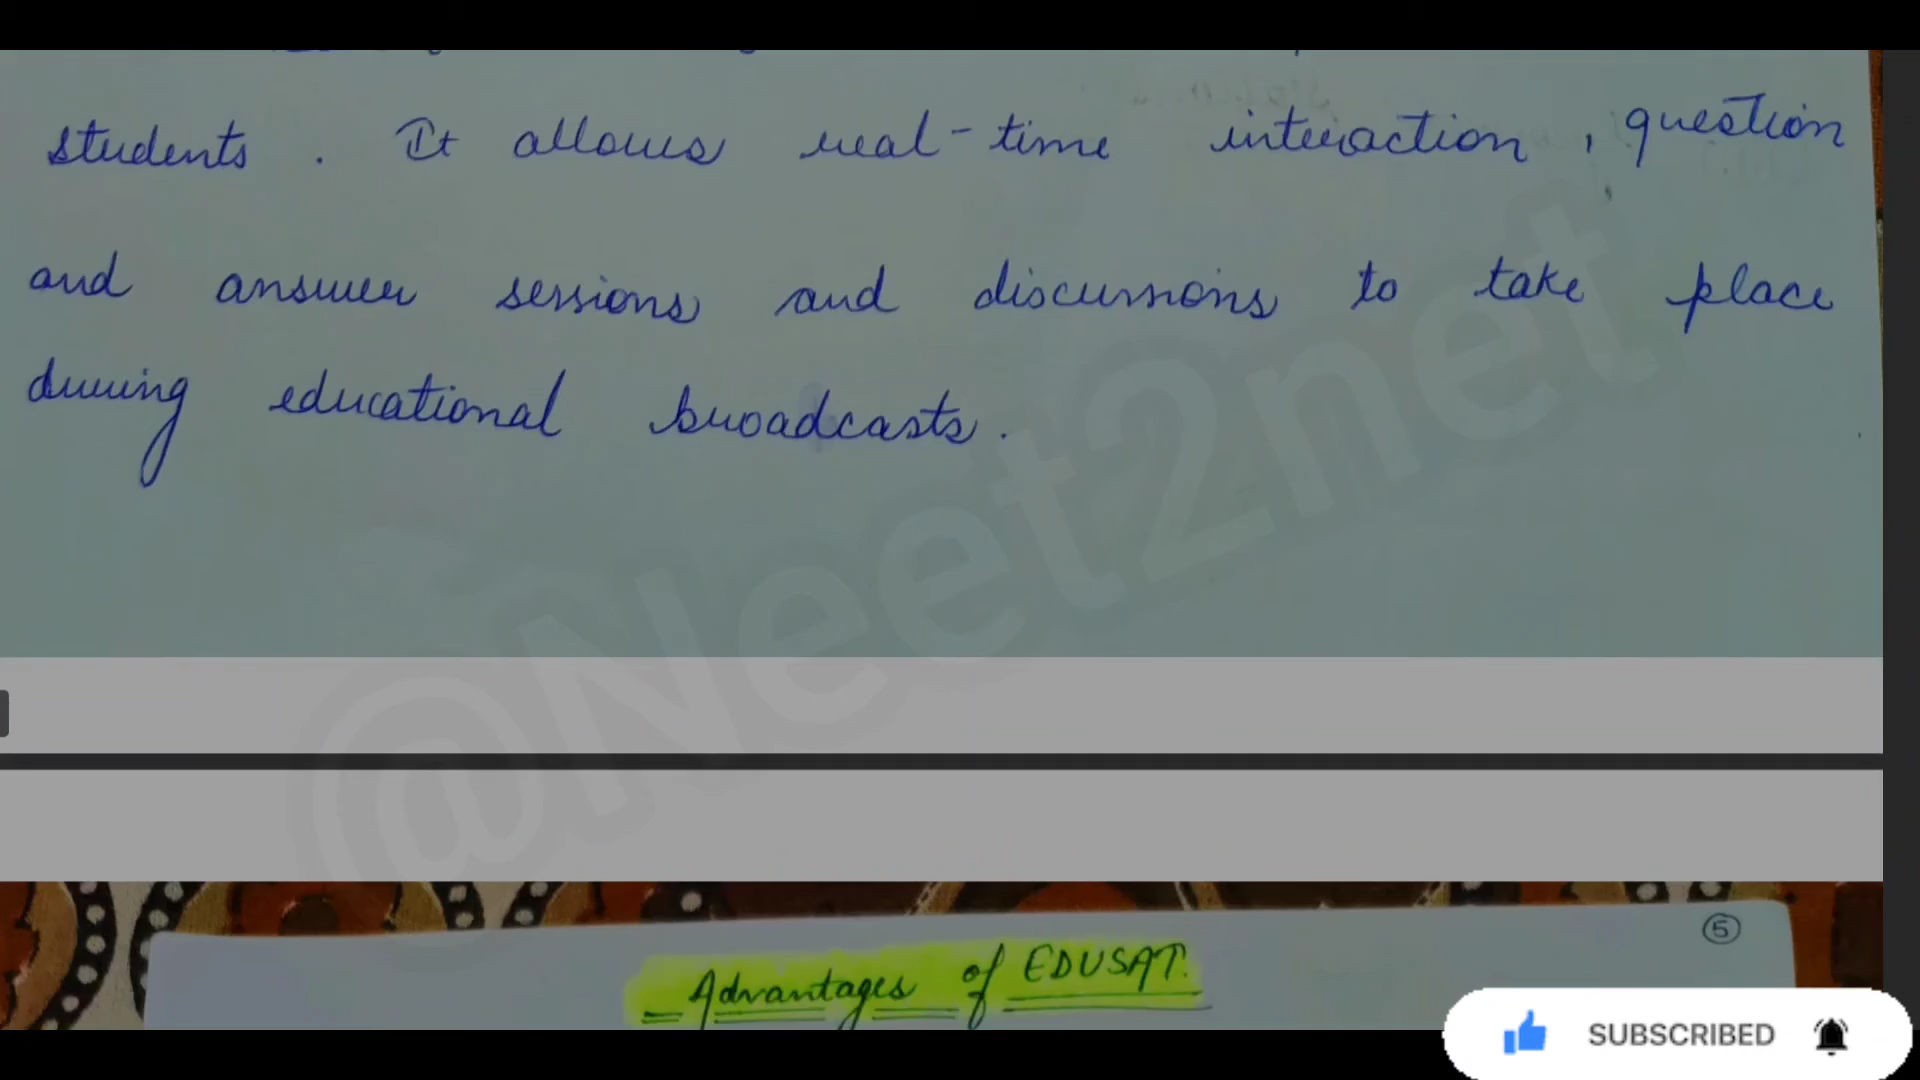 students. It allows real-time interaction, question
and answer sessions and discussions to take place
during educational broadcasts.
@Neet2net
5
Advantages of EDUSAT.
SUBSCRIBED